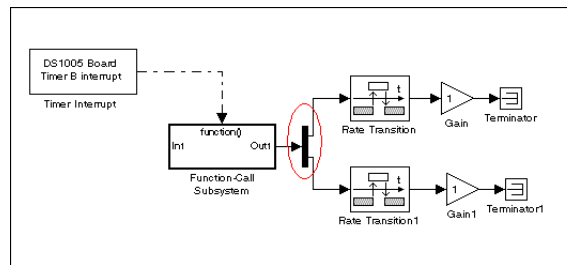 DS1005 Board
Timer B interrupt
Timer Interrupt
function()
In1
Out1
Function-Call
Subsystem
t
Rate Transition
1
Gain
Terminator
t
Rate Transition1
1
Gain1
Terminator1